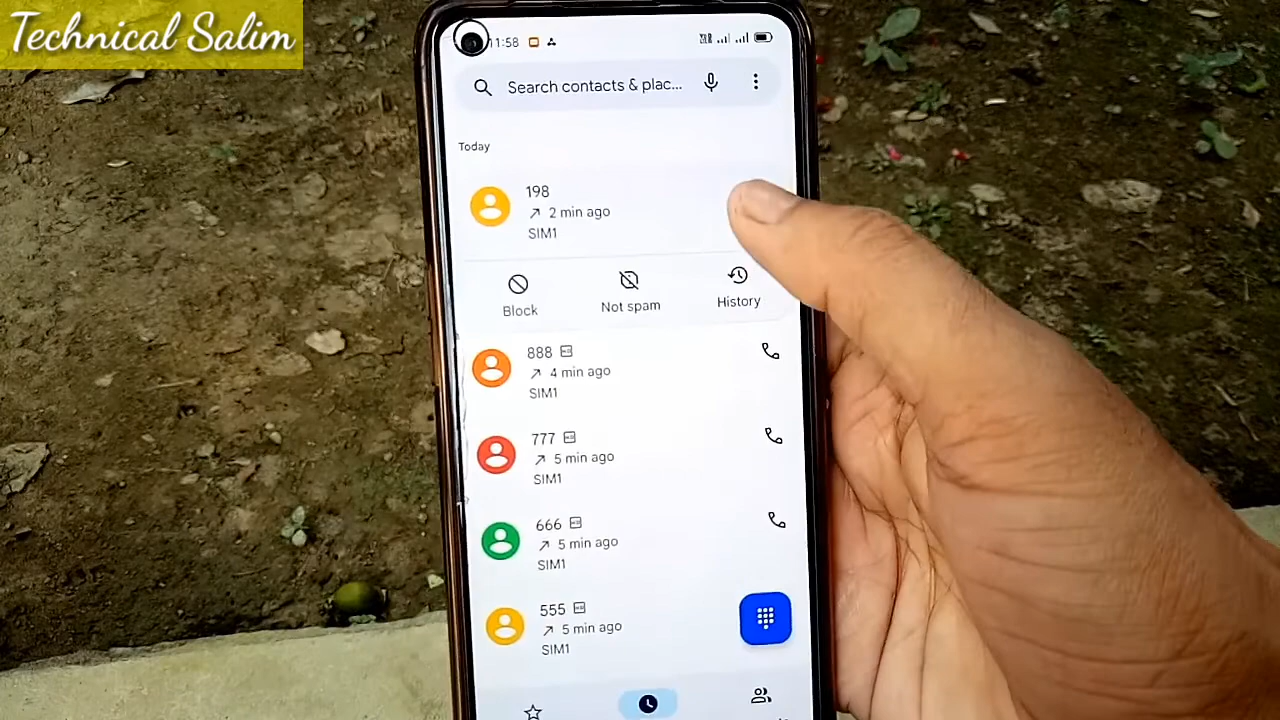 Technical Salim
11:58
Search contacts & plac...
Today
198
2 min ago
SIM1
Block
Not spam
History
888
4 min ago
SIM1
777
5 min ago
SIM1
666
5 min ago
SIM1
555
5 min ago
SIM1